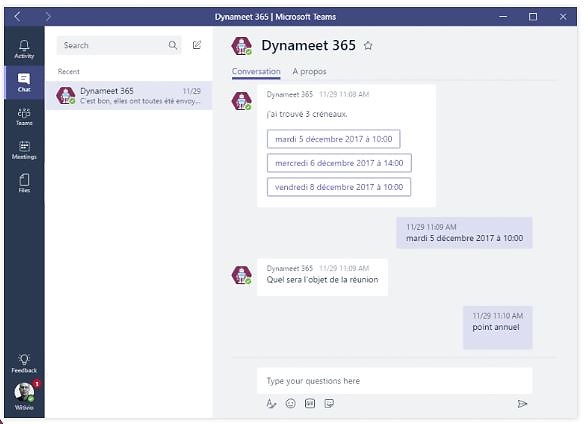 Dynameet 365 | Microsoft Teams
Activity
Chat
Teams
Meetings
Files
Feedback
1
Witivio
Search
Recent
Dynameet 365 11/29
C'est bon, elles ont toutes été envoy...
Dynameet 365
Conversation A propos
Dynameet 365 11/29 11:08 AM
j'ai trouvé 3 créneaux.
mardi 5 décembre 2017 à 10:00
mercredi 6 décembre 2017 à 14:00
vendredi 8 décembre 2017 à 10:00
11/29 11:09 AM
mardi 5 décembre 2017 à 10:00
Dynameet 365 11/29 11:09 AM
Quel sera l'objet de la réunion
11/29 11:10 AM
point annuel
Type your questions here
GIF